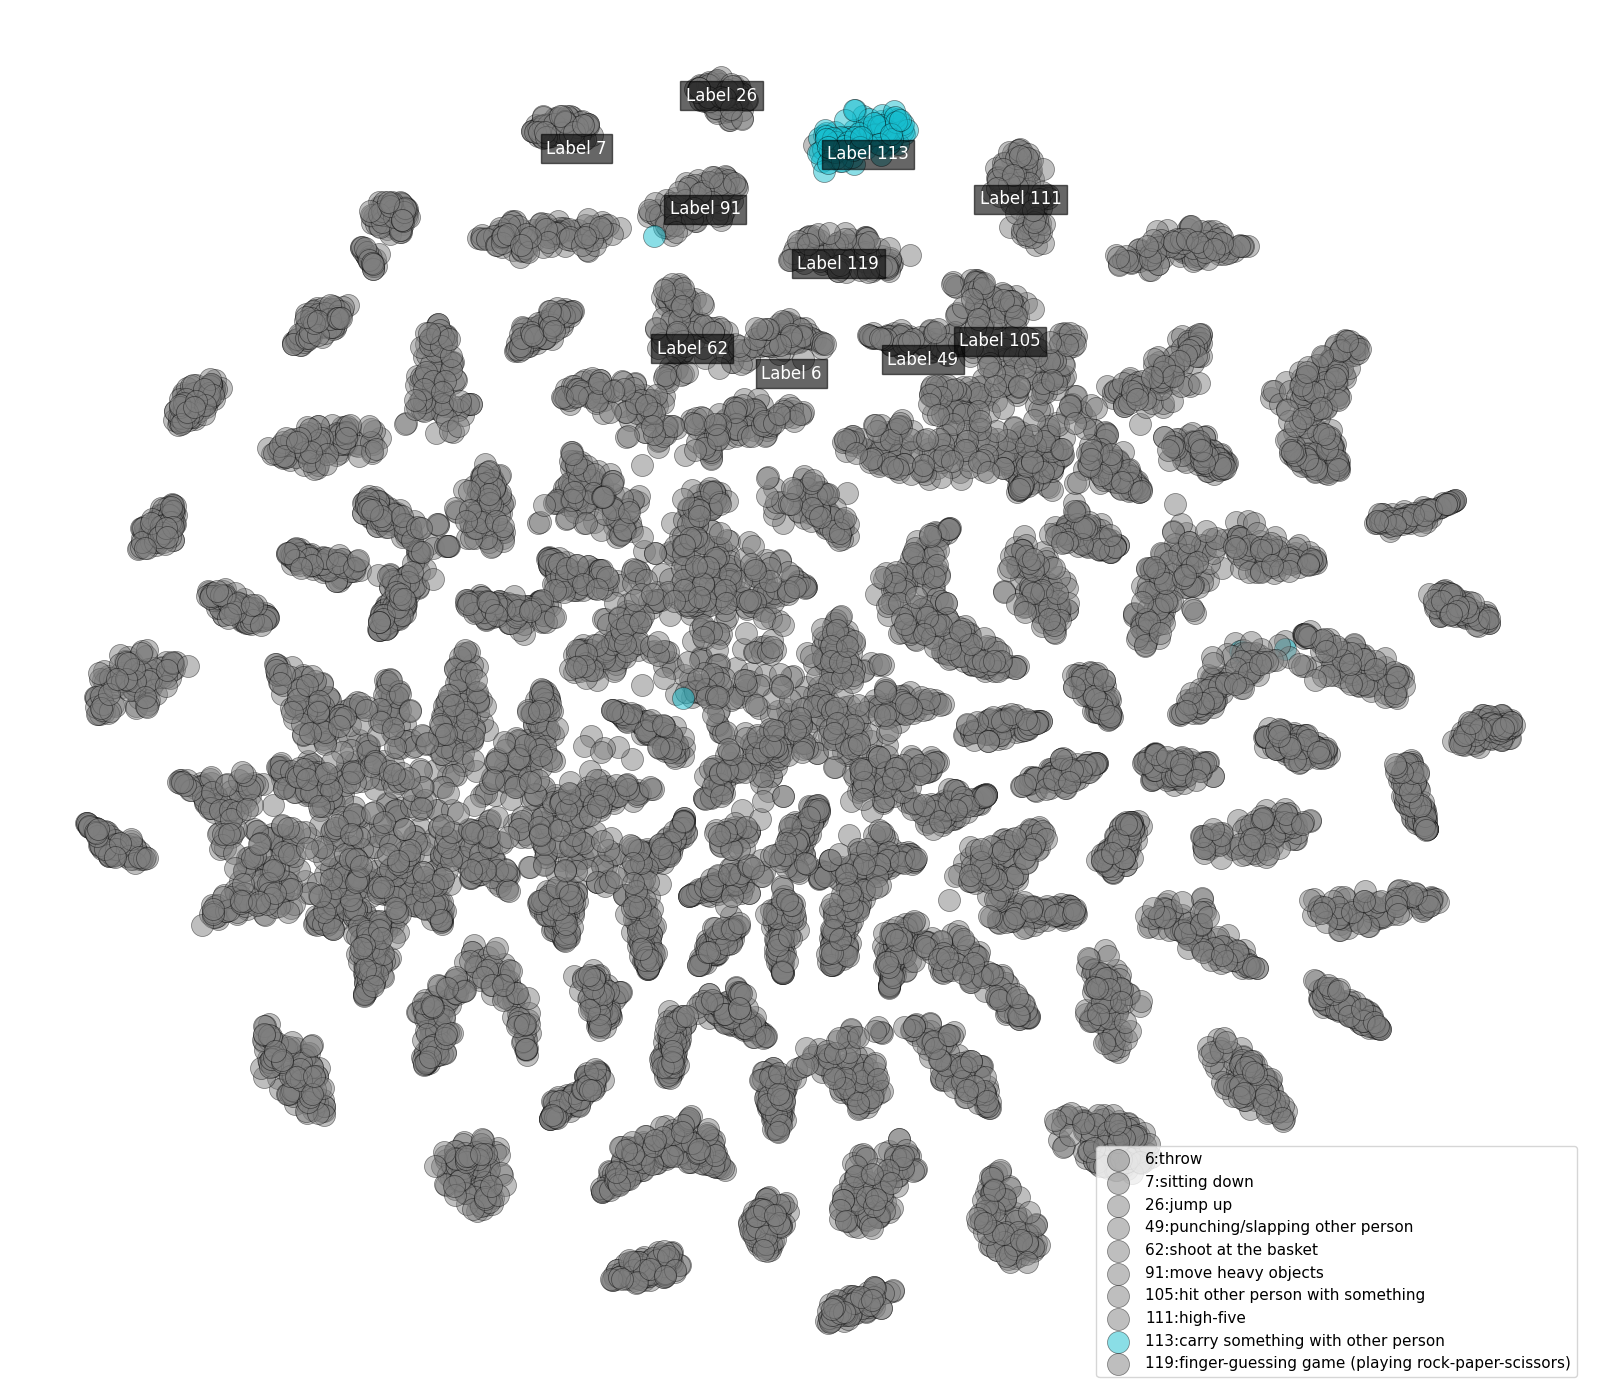 Label 26
Label 7
Label 113
Label 111
Label 91
Label 119
Label 105
Label 62
Label 49
Label 6
6:throw
7:sitting down
26:jump up
49:punching/slapping other person
62:shoot at the basket
91:move heavy objects
105:hit other person with something
111:high-five
113:carry something with other person
119:finger-guessing game (playing rock-paper-scissors)